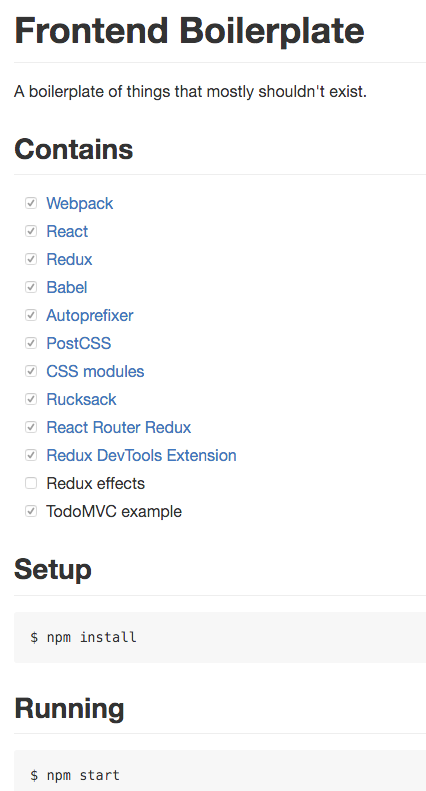 Frontend Boilerplate
A boilerplate of things that mostly shouldn't exist.
Contains
Webpack
React
Redux
Babel
Autoprefixer
PostCSS
CSS modules
Rucksack
React Router Redux
Redux DevTools Extension
Redux effects
TodoMVC example
Setup
$ npm install
Running
$ npm start